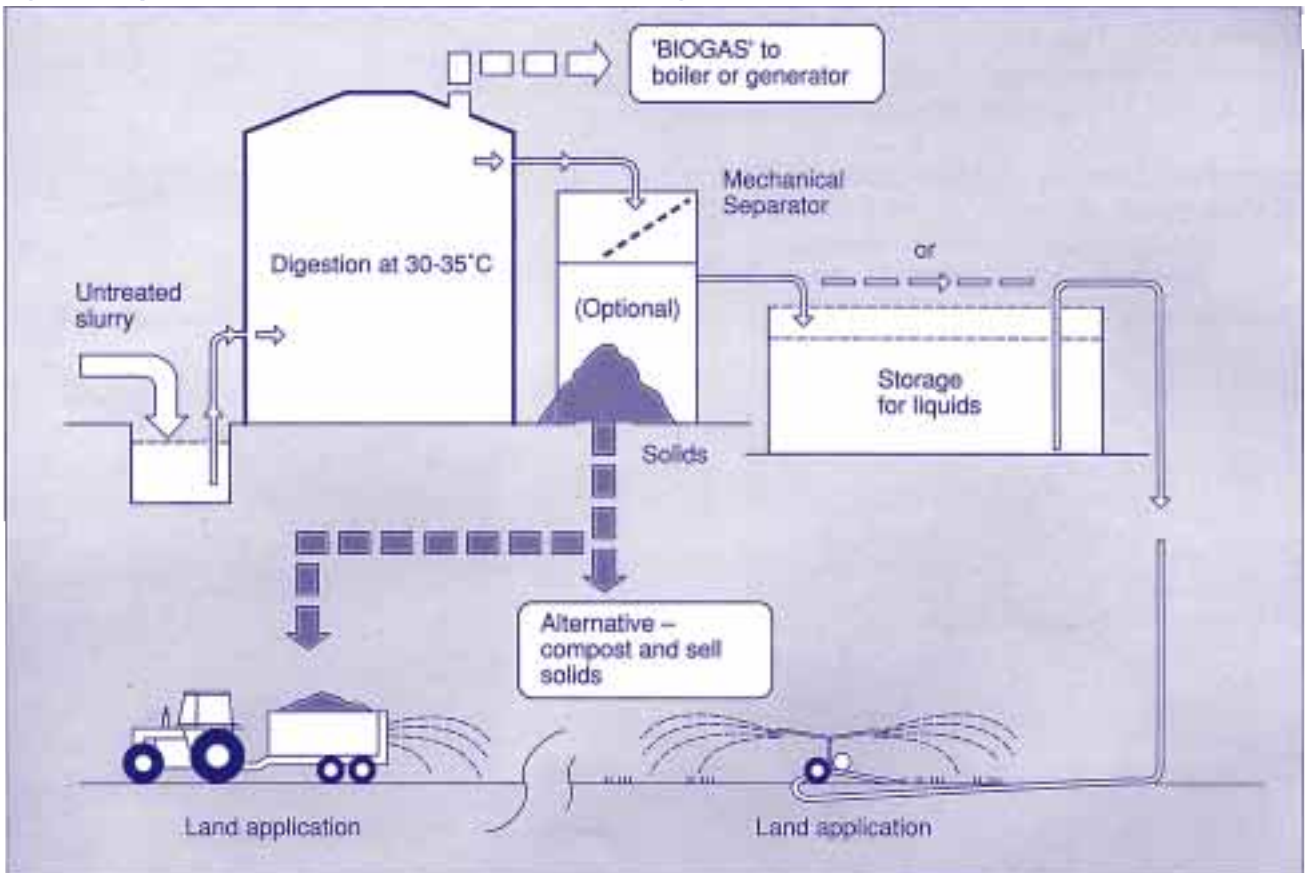 'BIOGAS' to
boiler or generator
Mechanical
Separator
or
Digestion at 30-35°C
Untreated
slurry
(Optional)
Storage
for liquids
Solids
Alternative –
compost and sell
solids
Land application
Land application